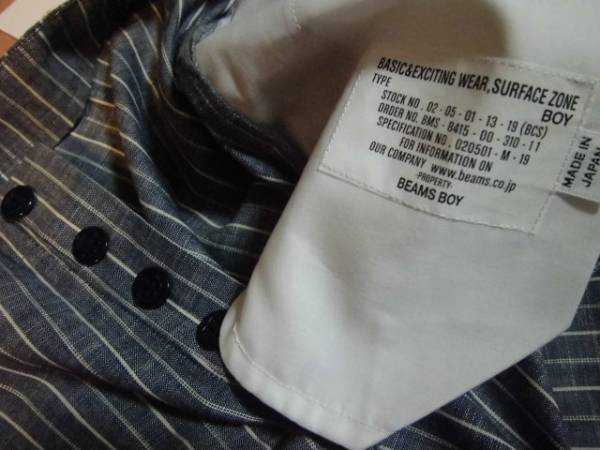 BASIC&EXCITING WEAR, SURFACE ZONE
TYPE BOY
STOCK NO. 02-05-01-13-19 (BCS)
ORDER NO. BMS-8415-00-310-11
SPECIFICATION NO. 020501-M-19
FOR INFORMATION ON
OUR COMPANY www.beams.co.jp
-PROPERTY-
BEAMS BOY
MADE IN
JAPAN